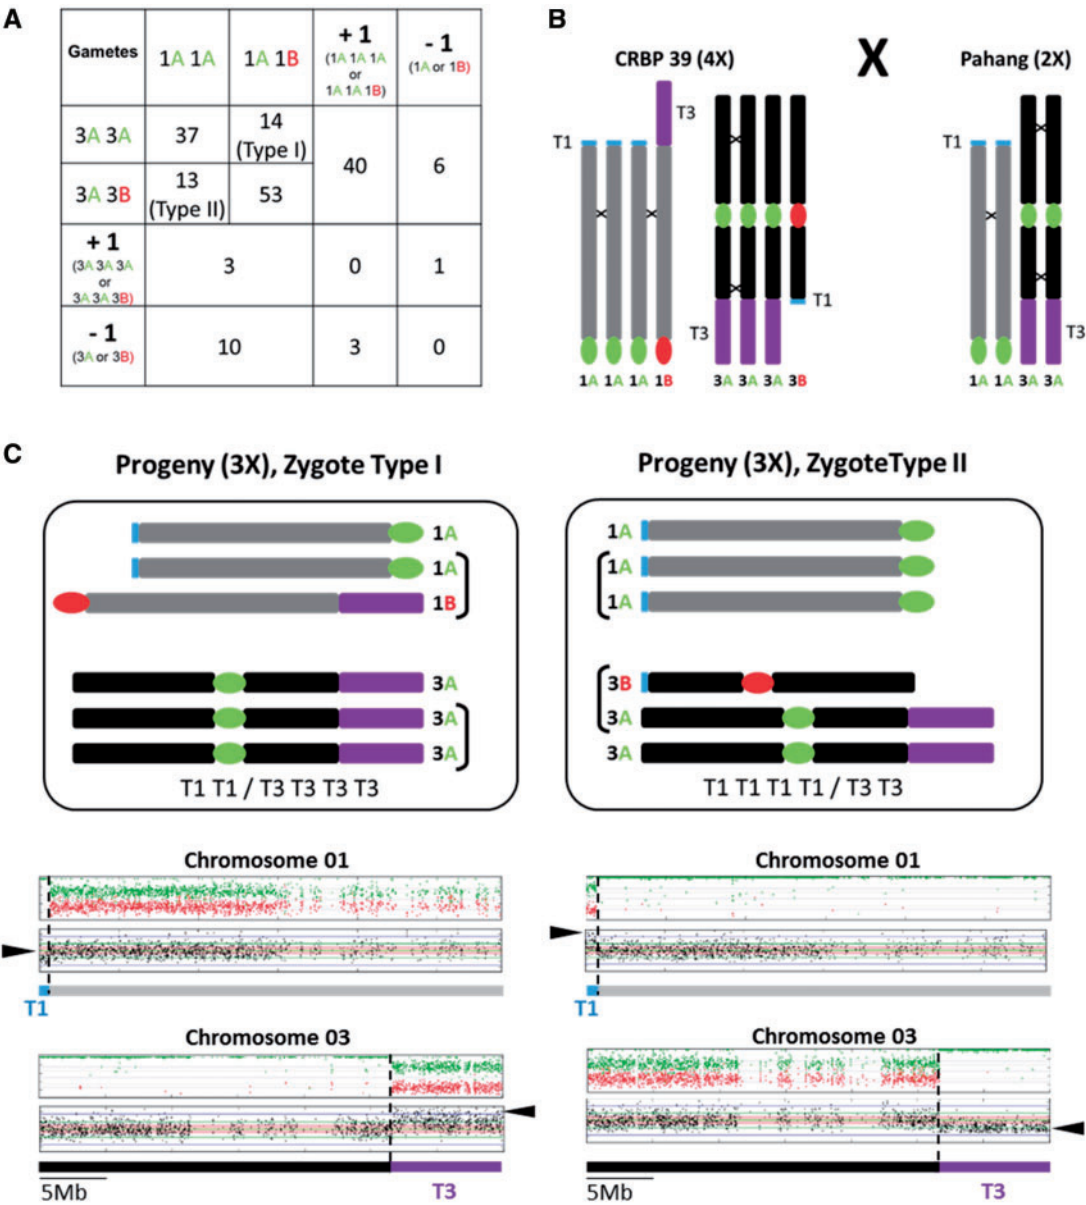 A
Gametes
1A 1A
1A 1B
+ 1
(1A 1A 1A
or
1A 1A 1B)
- 1
(1A or 1B)
3A 3A
37
14
(Type I)
40
6
3A 3B
13
(Type II)
53
+ 1
(3A 3A 3A
or
3A 3A 3B)
3
0
1
- 1
(3A or 3B)
10
3
0
B
CRBP 39 (4X)
X
Pahang (2X)
T3
T1
T1
T1
T3
T3
1A 1A 1A 1B
3A 3A 3A 3B
1A 1A 3A 3A
C
Progeny (3X), Zygote Type I
1A
1A
1B
3A
3A
3A
T1 T1 / T3 T3 T3 T3
Progeny (3X), ZygoteType II
1A
1A
1A
3B
3A
3A
T1 T1 T1 T1 / T3 T3
Chromosome 01
T1
Chromosome 01
T1
Chromosome 03
5Mb
T3
Chromosome 03
5Mb
T3